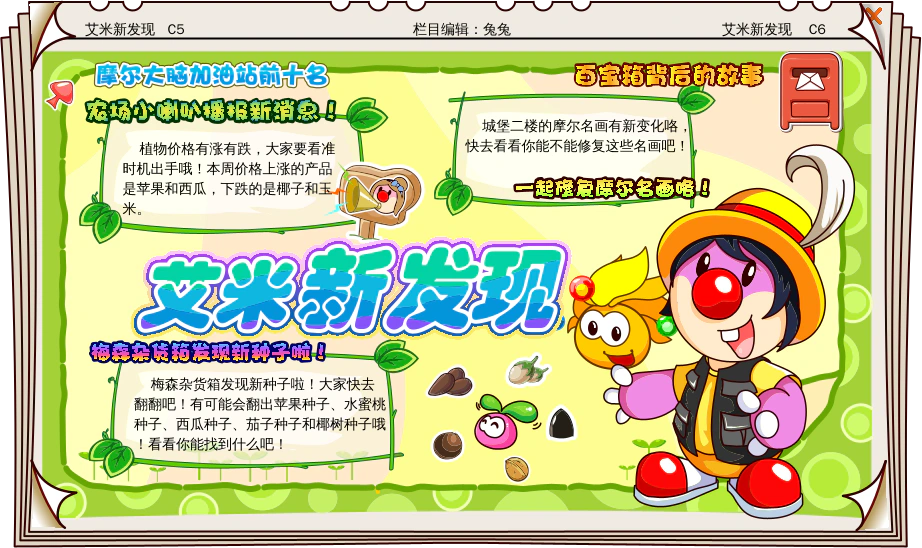 艾米新发现 C5
栏目编辑：兔兔
艾米新发现 C6
摩尔大脑加油站前十名
百宝箱背后的故事
农场小喇叭播报新消息！
植物价格有涨有跌，大家要看准
时机出手哦！本周价格上涨的产品
是苹果和西瓜，下跌的是椰子和玉
米。
城堡二楼的摩尔名画有新变化咯，
快去看看你能不能修复这些名画吧！
一起修复摩尔名画咯！
艾米新发现
梅森杂货箱发现新种子啦！
梅森杂货箱发现新种子啦！大家快去
翻翻吧！有可能会翻出苹果种子、水蜜桃
种子、西瓜种子、茄子种子和椰树种子哦
！看看你能找到什么吧！